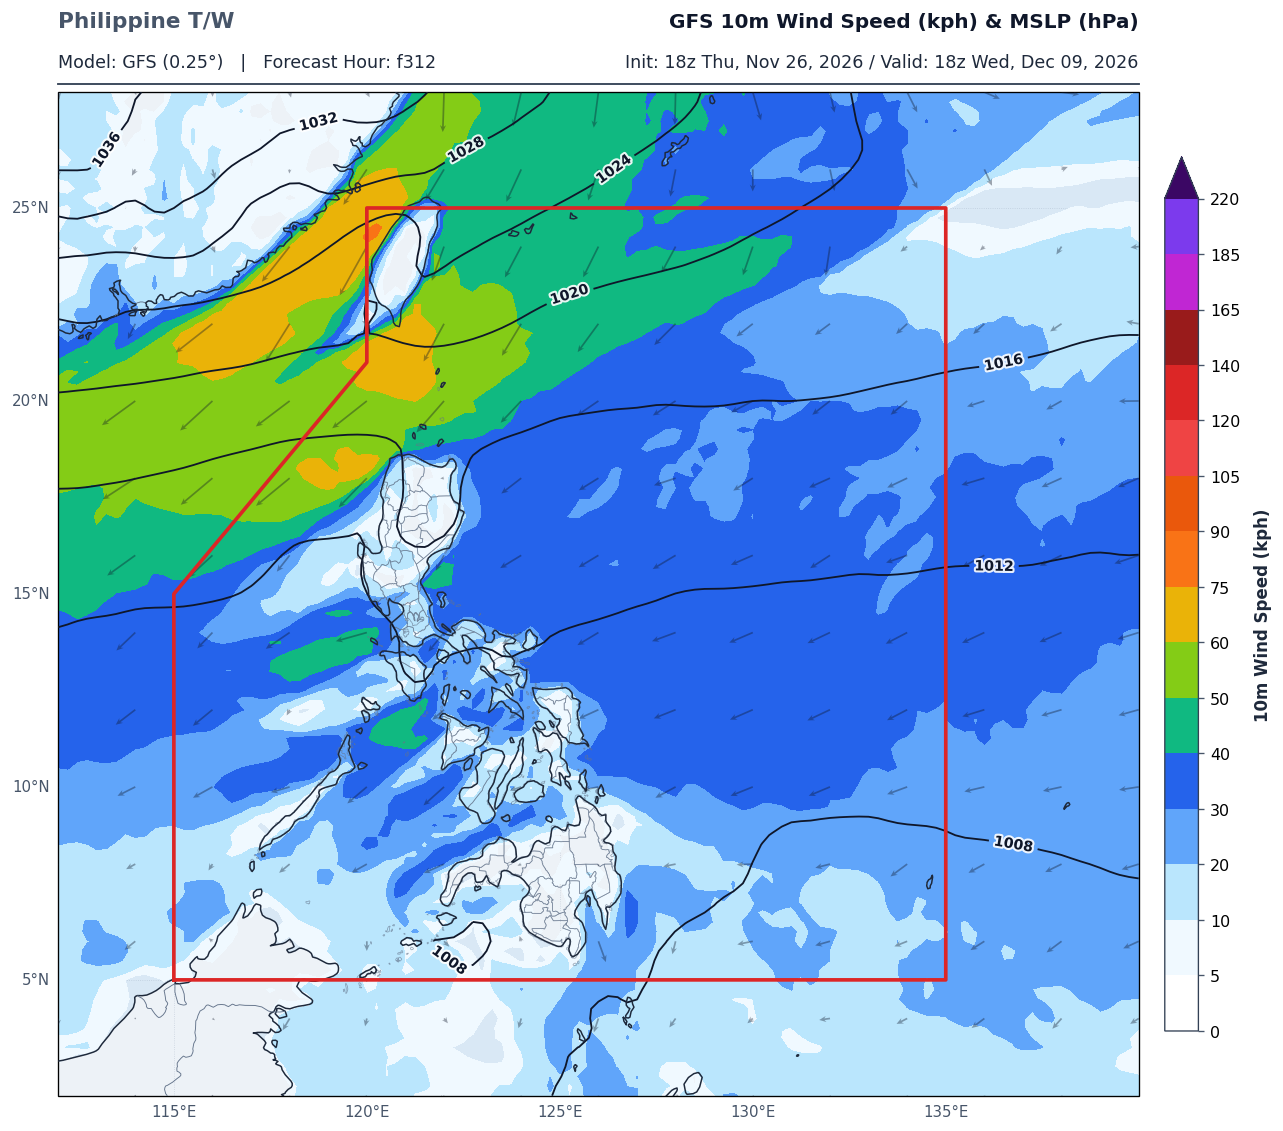 Philippine T/W
GFS 10m Wind Speed (kph) & MSLP (hPa)
Model: GFS (0.25°) | Forecast Hour: f312
Init: 18z Thu, Nov 26, 2026 / Valid: 18z Wed, Dec 09, 2026
1036
1032
1028
1024
1020
1016
1012
1008
1008
25°N
20°N
15°N
10°N
5°N
115°E
120°E
125°E
130°E
135°E
220
185
165
140
120
105
90
75
60
50
40
30
20
10
5
0
10m Wind Speed (kph)